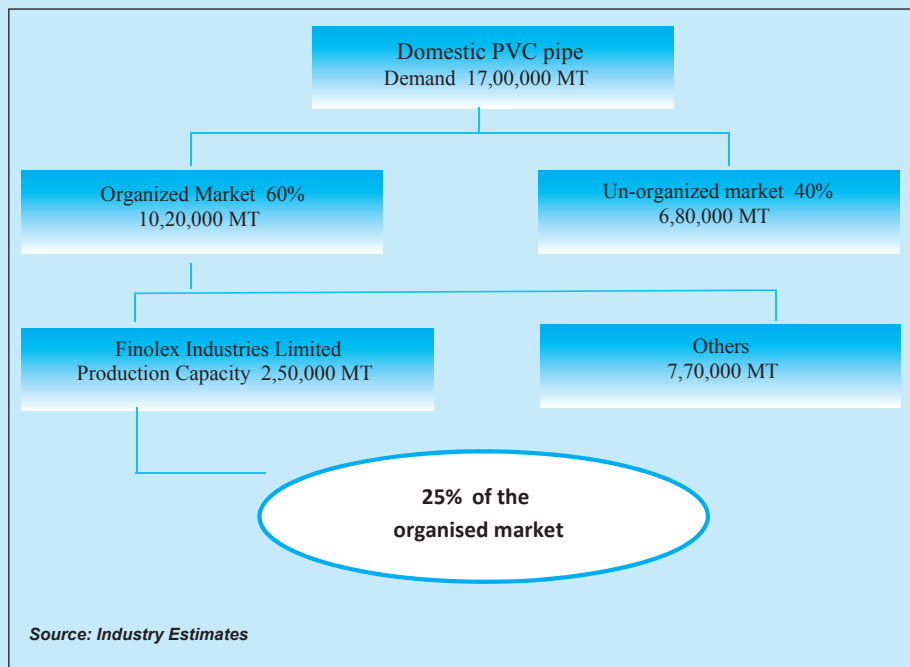 Domestic PVC pipe
Demand 17,00,000 MT
Organized Market 60%
10,20,000 MT
Un-organized market 40%
6,80,000 MT
Finolex Industries Limited
Production Capacity 2,50,000 MT
Others
7,70,000 MT
25% of the
organised market
Source: Industry Estimates